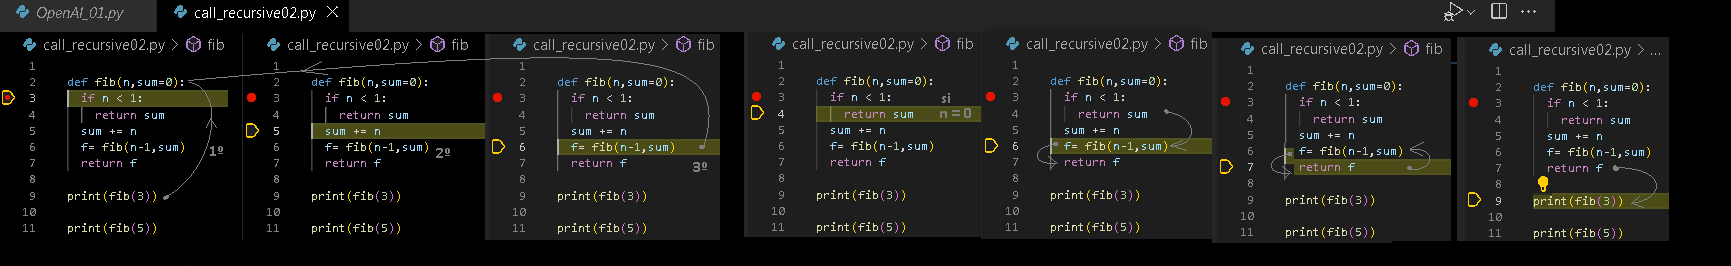 OpenAI_01.py
call_recursive02.py
call_recursive02.py > fib
1
2 def fib(n,sum=0):
3 if n < 1:
4 return sum
5 sum += n
6 f= fib(n-1,sum) 1º
7 return f
8
9 print(fib(3))
10
11 print(fib(5))
call_recursive02.py > fib
1
2 def fib(n,sum=0):
3 if n < 1:
4 return sum
5 sum += n
6 f= fib(n-1,sum) 2º
7 return f
8
9 print(fib(3))
10
11 print(fib(5))
call_recursive02.py > fib
1
2 def fib(n,sum=0):
3 if n < 1:
4 return sum
5 sum += n
6 f= fib(n-1,sum)
7 return f 3º
8
9 print(fib(3))
10
11 print(fib(5))
call_recursive02.py > fib
1
2 def fib(n,sum=0):
3 if n < 1: si
4 return sum n=0
5 sum += n
6 f= fib(n-1,sum)
7 return f
8
9 print(fib(3))
10
11 print(fib(5))
call_recursive02.py > fib
1
2 def fib(n,sum=0):
3 if n < 1:
4 return sum
5 sum += n
6 f= fib(n-1,sum)
7 return f
8
9 print(fib(3))
10
11 print(fib(5))
call_recursive02.py > fib
1
2 def fib(n,sum=0):
3 if n < 1:
4 return sum
5 sum += n
6 f= fib(n-1,sum)
7 return f
8
9 print(fib(3))
10
11 print(fib(5))
call_recursive02.py > ...
1
2 def fib(n,sum=0):
3 if n < 1:
4 return sum
5 sum += n
6 f= fib(n-1,sum)
7 return f
8
9 print(fib(3))
10
11 print(fib(5))